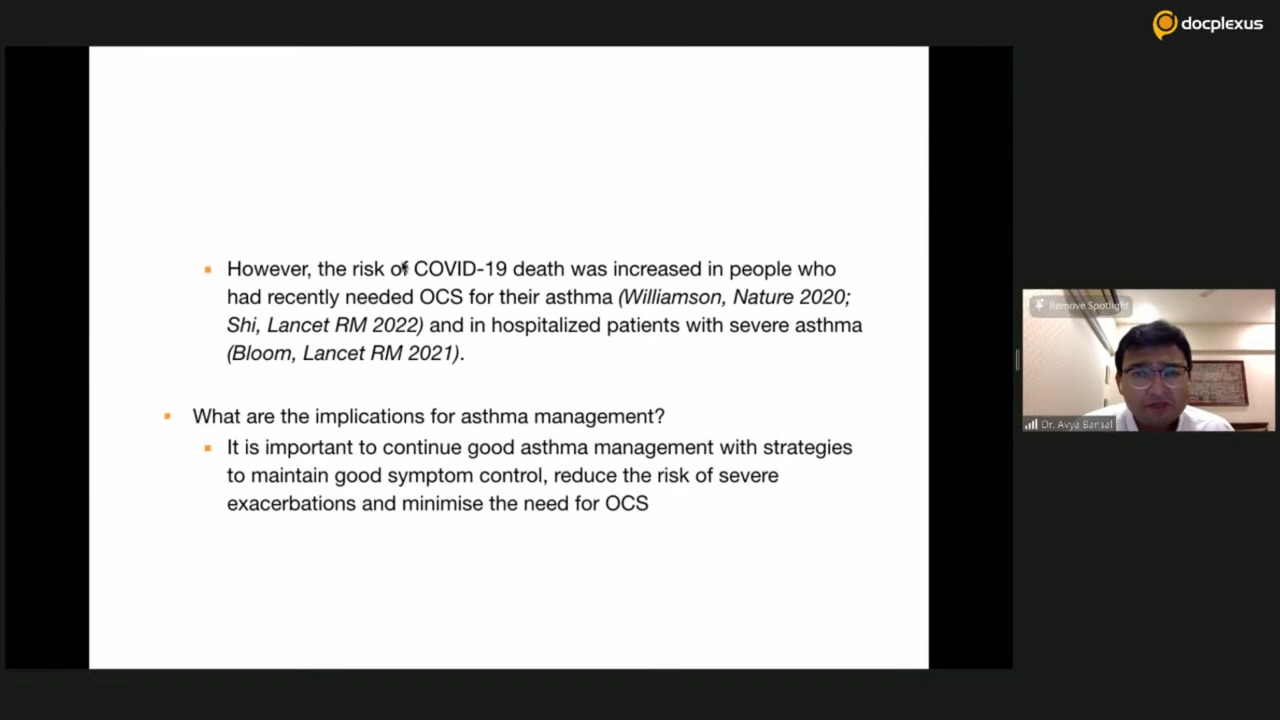 docplexus
However, the risk of COVID-19 death was increased in people who
had recently needed OCS for their asthma (Williamson, Nature 2020;
Shi, Lancet RM 2022) and in hospitalized patients with severe asthma
(Bloom, Lancet RM 2021).
What are the implications for asthma management?
It is important to continue good asthma management with strategies
to maintain good symptom control, reduce the risk of severe
exacerbations and minimise the need for OCS
Remove Spotlight
Dr. Avya Bansal